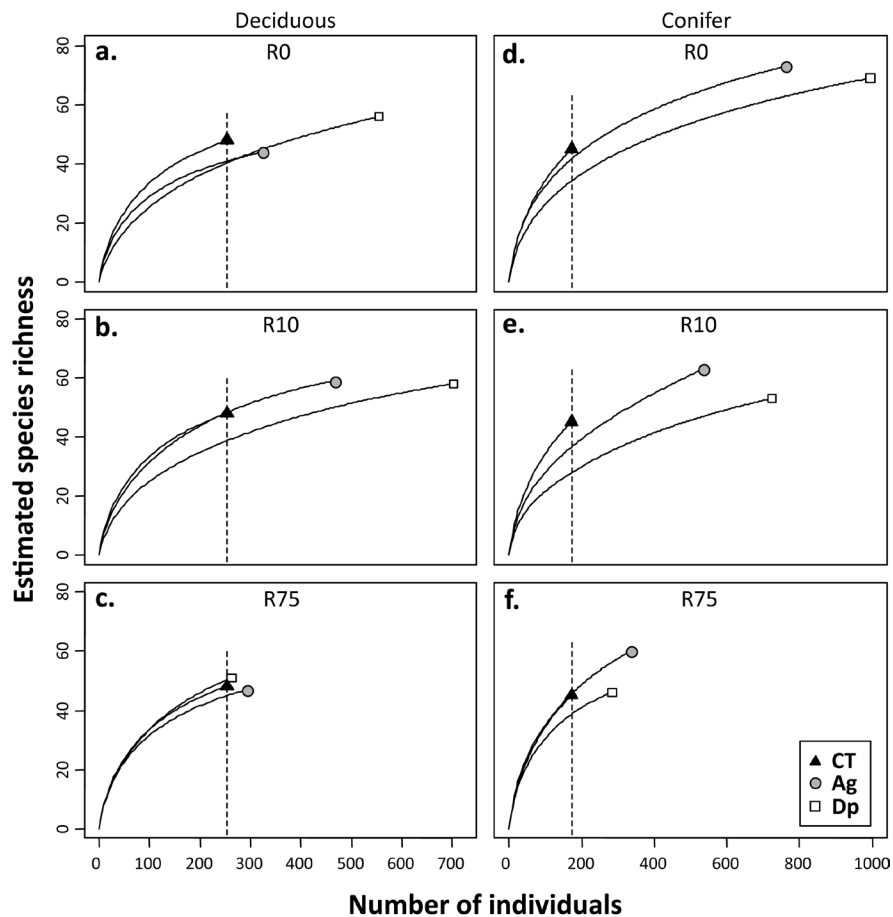 Deciduous
Conifer
a.
R0
d.
R0
80
60
40
20
0
b.
R10
e.
R10
80
60
40
20
0
c.
R75
f.
R75
80
60
40
20
0
CT
Ag
Dp
0 100 200 300 400 500 600 700
0 200 400 600 800 1000
Estimated species richness
Number of individuals